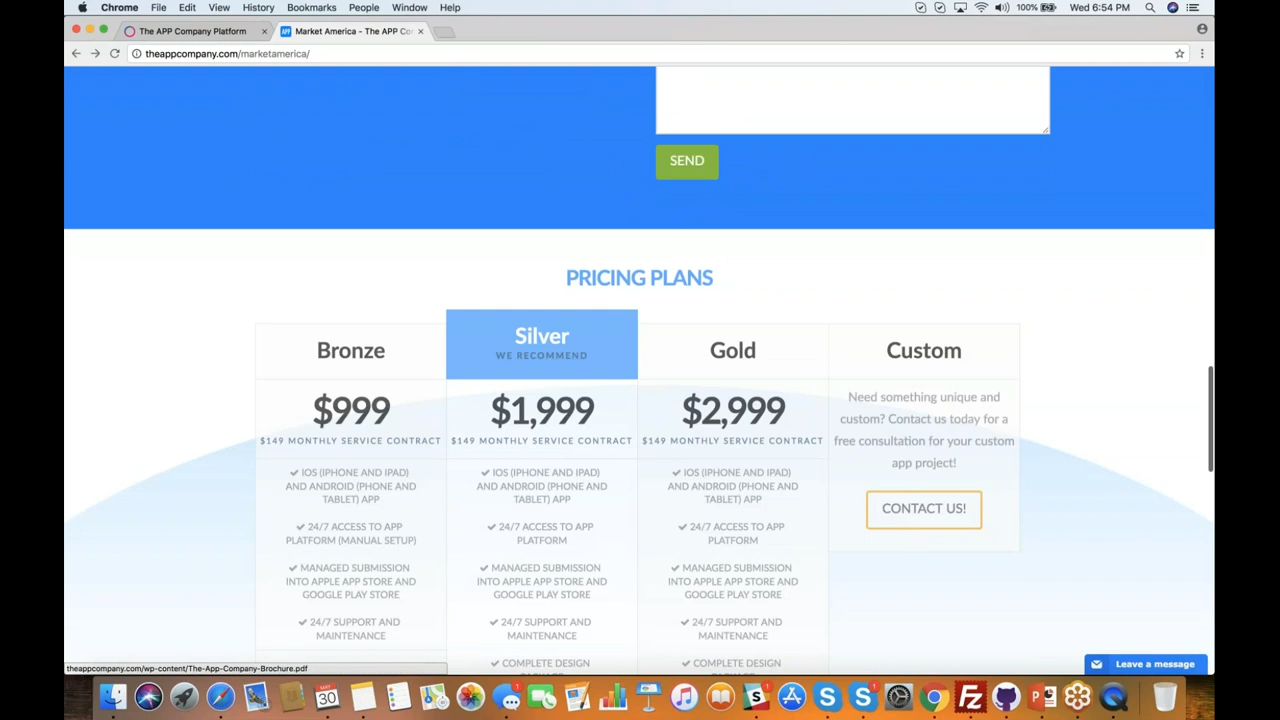 Chrome File Edit View History Bookmarks People Window Help 100% Wed 6:54 PM
The APP Company Platform
Market America - The APP Co
theappcompany.com/marketamerica/
SEND
PRICING PLANS
Bronze
Silver
WE RECOMMEND
Gold
Custom
$999
$149 MONTHLY SERVICE CONTRACT
✔ IOS (IPHONE AND IPAD)
AND ANDROID (PHONE AND
TABLET) APP
✔ 24/7 ACCESS TO APP
PLATFORM (MANUAL SETUP)
✔ MANAGED SUBMISSION
INTO APPLE APP STORE AND
GOOGLE PLAY STORE
✔ 24/7 SUPPORT AND
MAINTENANCE
$1,999
$149 MONTHLY SERVICE CONTRACT
✔ IOS (IPHONE AND IPAD)
AND ANDROID (PHONE AND
TABLET) APP
✔ 24/7 ACCESS TO APP
PLATFORM
✔ MANAGED SUBMISSION
INTO APPLE APP STORE AND
GOOGLE PLAY STORE
✔ 24/7 SUPPORT AND
MAINTENANCE
✔ COMPLETE DESIGN
$2,999
$149 MONTHLY SERVICE CONTRACT
✔ IOS (IPHONE AND IPAD)
AND ANDROID (PHONE AND
TABLET) APP
✔ 24/7 ACCESS TO APP
PLATFORM
✔ MANAGED SUBMISSION
INTO APPLE APP STORE AND
GOOGLE PLAY STORE
✔ 24/7 SUPPORT AND
MAINTENANCE
✔ COMPLETE DESIGN
Need something unique and
custom? Contact us today for a
free consultation for your custom
app project!
CONTACT US!
theappcompany.com/wp-content/The-App-Company-Brochure.pdf
Leave a message
30